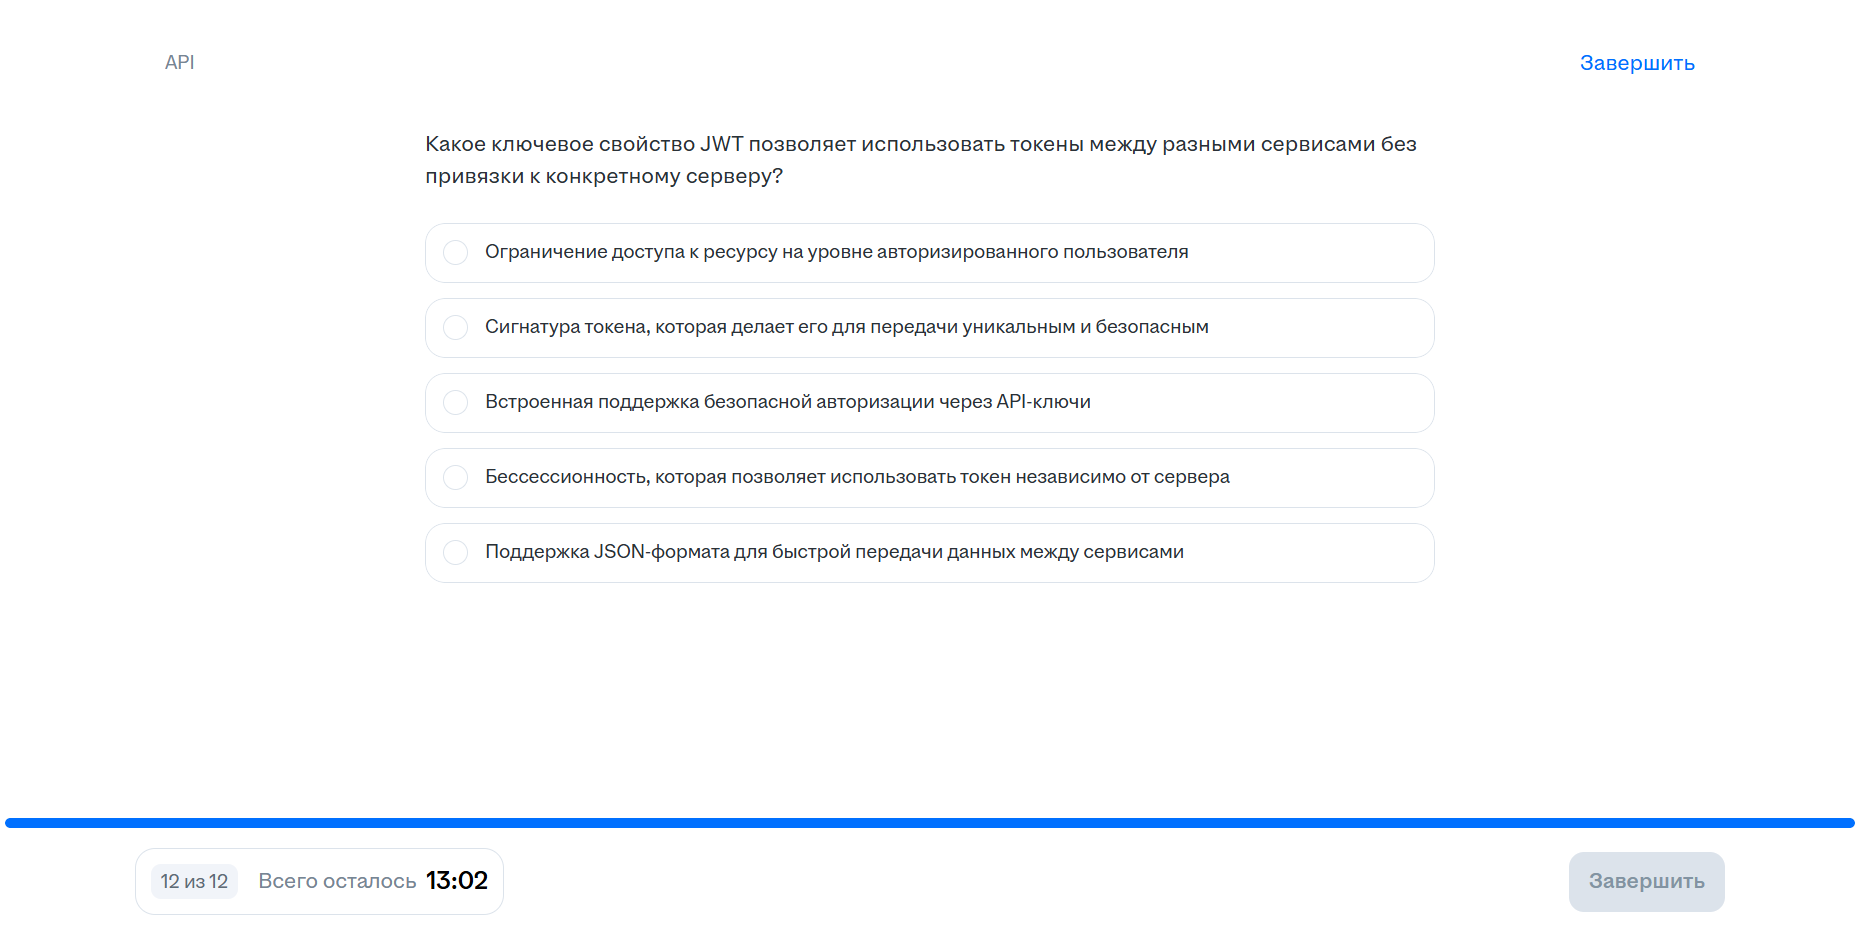 API
Завершить
Какое ключевое свойство JWT позволяет использовать токены между разными сервисами без
привязки к конкретному серверу?
Ограничение доступа к ресурсу на уровне авторизированного пользователя
Сигнатура токена, которая делает его для передачи уникальным и безопасным
Встроенная поддержка безопасной авторизации через API-ключи
Бессессионность, которая позволяет использовать токен независимо от сервера
Поддержка JSON-формата для быстрой передачи данных между сервисами
12 из 12 Всего осталось 13:02
Завершить